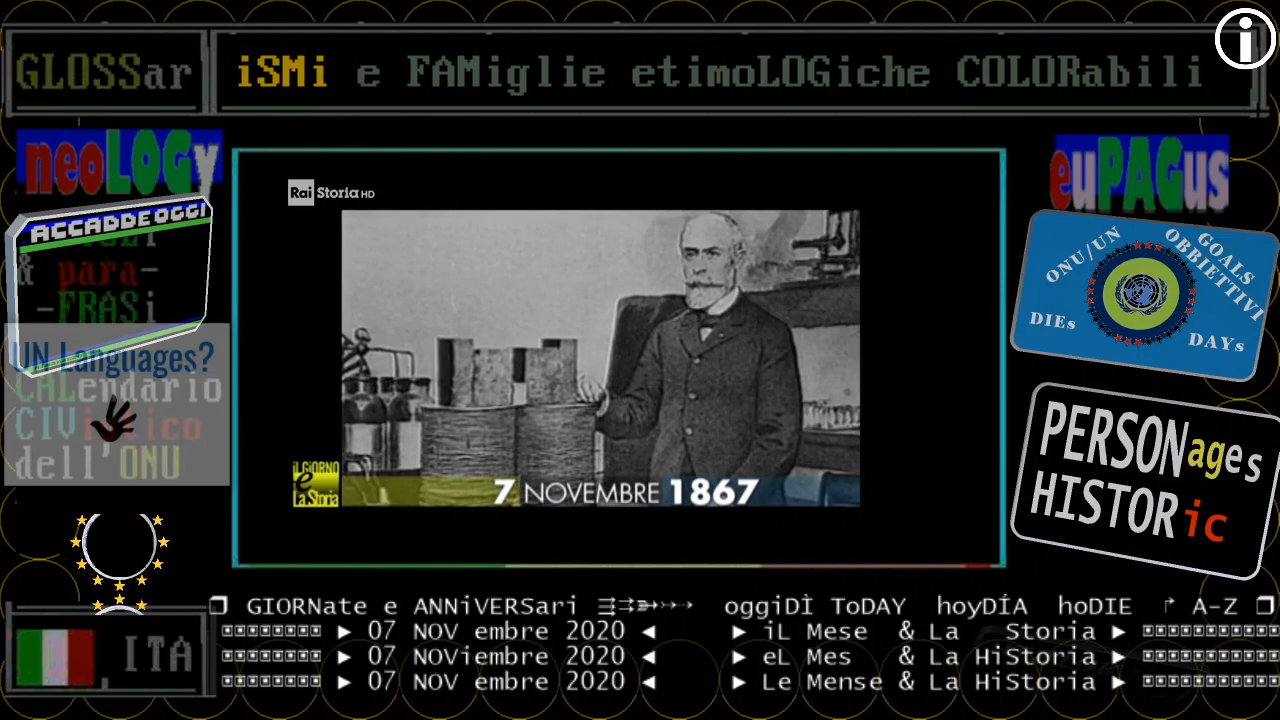 GLOSSar
iSMi e FAMiglie etimoLOGiche COLORabili
neoLOGy
euPAGus
ACCADDEOGGI
& para-
-FRASi
UN Languages?
CALendario
CIVico
dell'ONU
Rai Storia HD
iL GiORNO
e
La Storia
7 NOVEMBRE 1867
ONU/UN
GOALS
OBBIETTIVI
DIEs
DAYs
PERSONages
HISTORic
GIORNate e ANNiVERSari oggiDÌ ToDAY hoyDÍA hoDIE A-Z
07 NOV embre 2020 iL Mese & La Storia
07 NOViembre 2020 eL Mes & La HiStoria
07 NOV embre 2020 Le Mense & La HiStoria
ITA